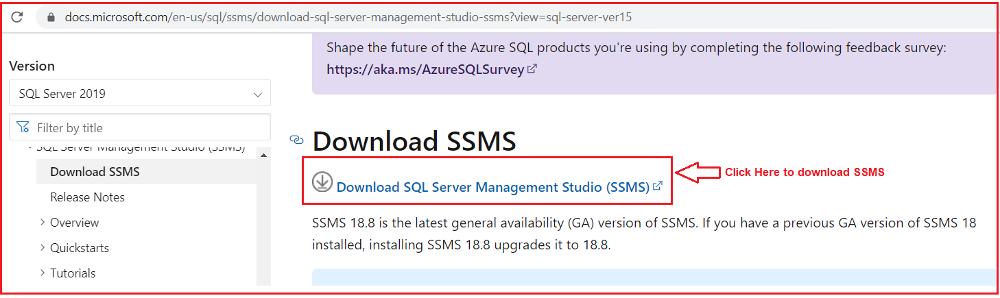 docs.microsoft.com/en-us/sql/ssms/download-sql-server-management-studio-ssms?view=sql-server-ver15
Version
SQL Server 2019
Filter by title
SQL Server Management Studio (SSMS)
Download SSMS
Release Notes
Overview
Quickstarts
Tutorials
Shape the future of the Azure SQL products you're using by completing the following feedback survey:
https://aka.ms/AzureSQLSurvey
Download SSMS
Download SQL Server Management Studio (SSMS)
Click Here to download SSMS
SSMS 18.8 is the latest general availability (GA) version of SSMS. If you have a previous GA version of SSMS 18
installed, installing SSMS 18.8 upgrades it to 18.8.